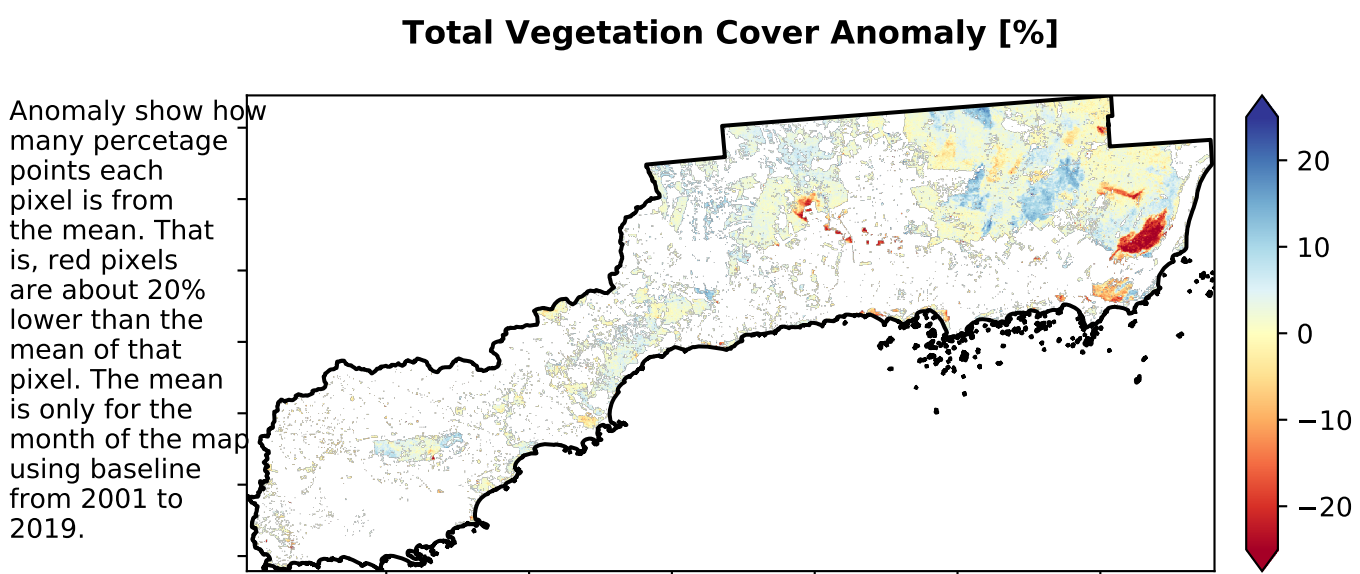 Total Vegetation Cover Anomaly [%]
Anomaly show how
many percetage
points each
pixel is from
the mean. That
is, red pixels
are about 20%
lower than the
mean of that
pixel. The mean
is only for the
month of the map
using baseline
from 2001 to
2019.
20
10
0
−10
−20